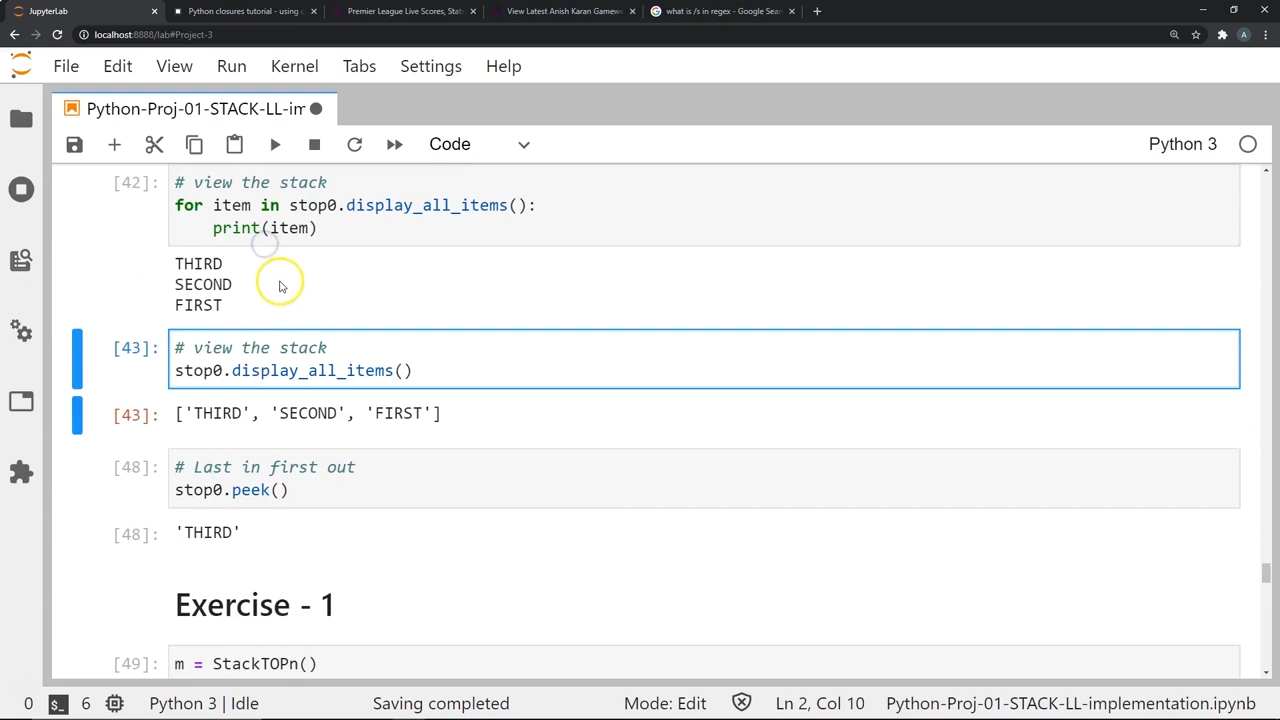 JupyterLab
Python closures tutorial - using c
Premier League Live Scores, Stat
View Latest Anish Karan Gamew
what is /s in regex - Google Sear
localhost:8888/lab#Project-3
A
File Edit View Run Kernel Tabs Settings Help
Python-Proj-01-STACK-LL-im
Code
Python 3
[42]: # view the stack
for item in stop0.display_all_items():
print(item)
THIRD
SECOND
FIRST
[43]: # view the stack
stop0.display_all_items()
[43]: ['THIRD', 'SECOND', 'FIRST']
[48]: # Last in first out
stop0.peek()
[48]: 'THIRD'
Exercise - 1
[49]: m = StackTOPn()
0 $_ 6 Python 3 | Idle Saving completed Mode: Edit Ln 2, Col 10 Python-Proj-01-STACK-LL-implementation.ipynb